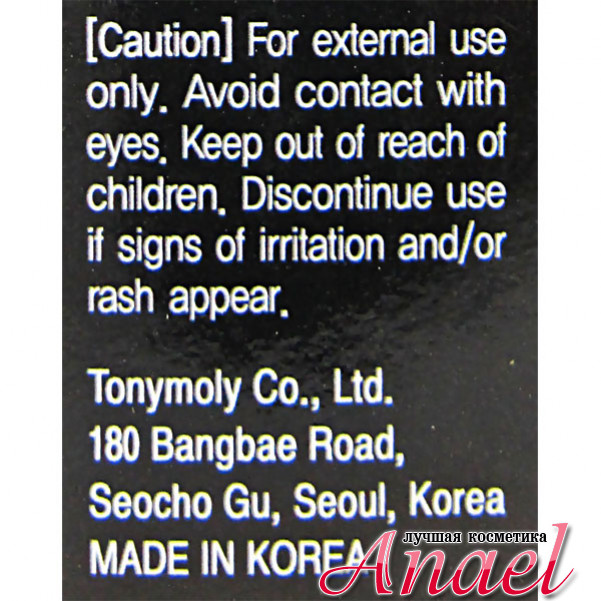 [Caution] For external use
only. Avoid contact with
eyes. Keep out of reach of
children. Discontinue use
if signs of irritation and/or
rash appear.
Tonymoly Co., Ltd.
180 Bangbae Road,
Seocho Gu, Seoul, Korea
MADE IN KOREA
лучшая косметика
Anael